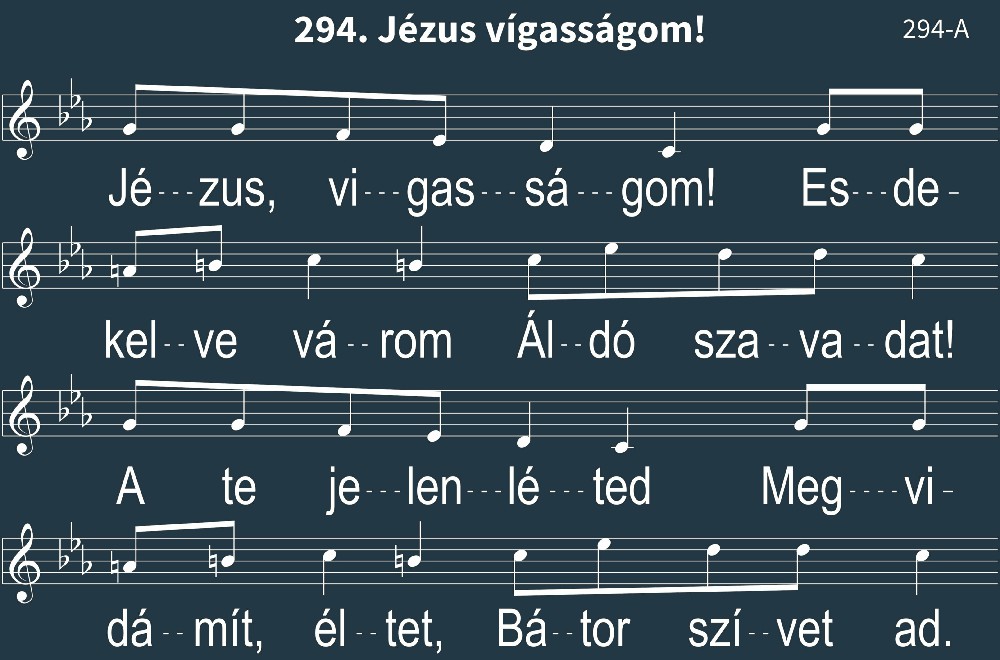 294. Jézus vígasságom!
294-A
Jé---zus, vi---gas---sá---gom! Es---de-
kel--ve vá--rom Ál--dó sza--va--dat!
A te je---len---lé---ted Meg----vi-
dá--mít, él--tet, Bá--tor szí--vet ad.